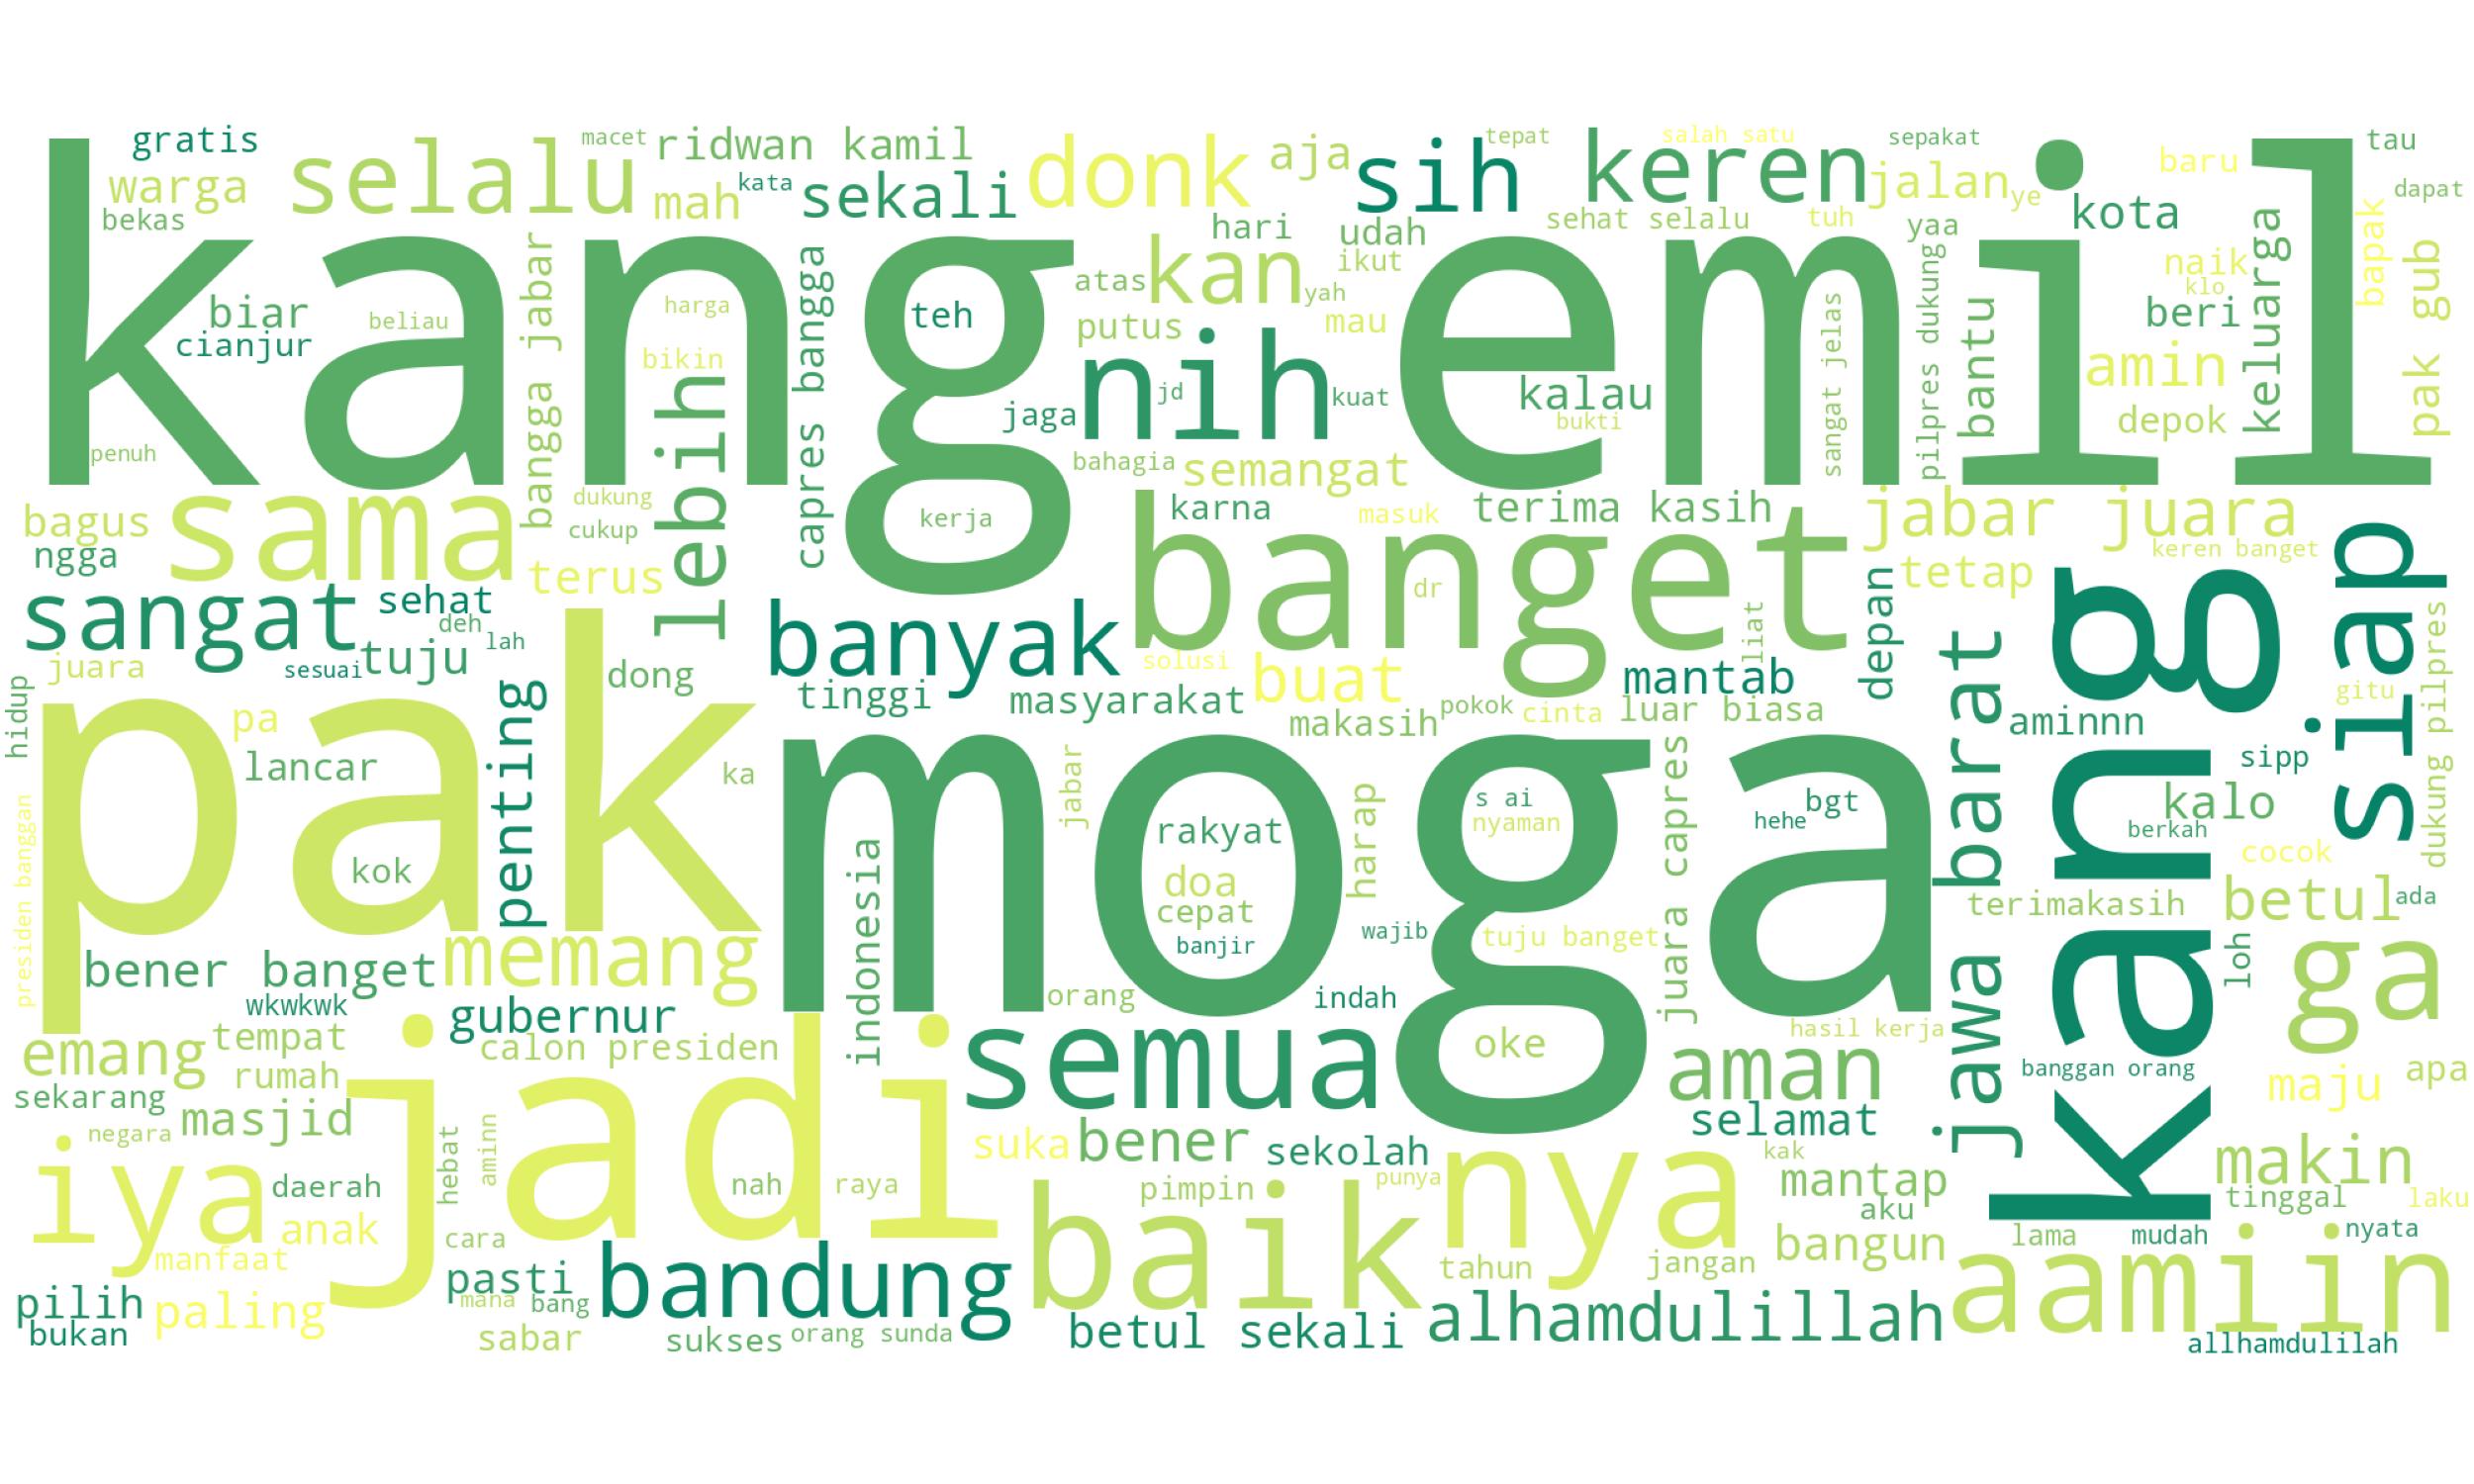 gratis
macet
ridwan kamil
tepat
salah satu
sepakat
tau
warga
selalu
mah
kata
sekali
donk
aja
sih
keren
jalan
ye
baru
dapat
bekas
kang emil
hari
udah
sehat selalu
tuh
yaa
kota
keluarga
bapak
pak gub
biar
cianjur
beliau
bangga jabar
harga
bikin
capres bangga
teh
atas
kan
yah
ikut
putus
mau
naik
klo
beri
sangat jelas
pilpres dukung
bantu
amin
depok
penuh
lebih
jaga
nih
jd
kuat
kalau
bukti
bahagia
semangat
bagus
ngga
sama
dukung
cukup
kerja
karna
masuk
terima kasih
jabar juara
keren banget
terus
banget
dr
tetap
siap
sangat
sehat
deh
lah
juara
sesuai
tuju
dong
banyak
tinggi
solusi
masyarakat
buat
makasih
pokok
cinta
liat
mantab
luar biasa
depan
jawa barat
kang
aminnn
gitu
dukung pilpres
hidup
pa
lancar
penting
pak
ka
moga
jabar
rakyat
doa
cepat
banjir
harap
s ai
nyaman
wajib
tuju banget
juara capres
hehe
bgt
sipp
kalo
berkah
cocok
presiden banggan
kok
indonesia
terimakasih
betul
ada
bener banget
memang
wkwkwk
gubernur
orang
indah
oke
hasil kerja
loh
ga
emang
tempat
rumah
calon presiden
semua
aman
banggan orang
maju
apa
sekarang
masjid
negara
jadi
selamat
iya
daerah
hebat
aminn
suka
bener
sekolah
nya
kak
mantap
aku
makin
tinggal
laku
anak
manfaat
nah
raya
cara
baik
pimpin
punya
tahun
jangan
bangun
lama
mudah
nyata
pilih
bukan
paling
pasti
mana
bang
sabar
bandung
sukses
orang sunda
betul sekali
alhamdulillah
aamiin
allhamdulilah